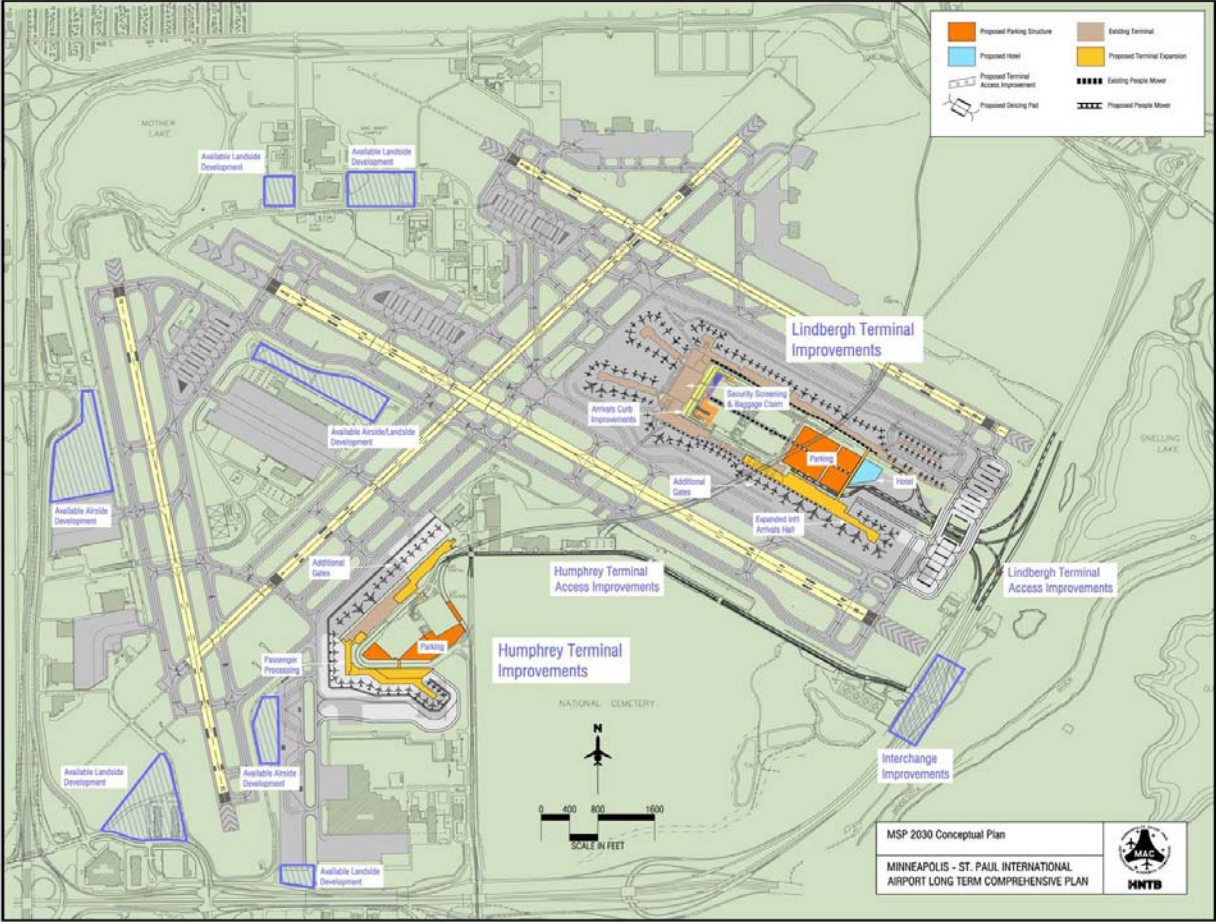 Proposed Parking Structure
Existing Terminal
Proposed Hotel
Proposed Terminal Expansion
Proposed Terminal
Access Improvement
Existing People Mover
Proposed Deicing Pad
Proposed People Mover
MOTHER
LAKE
Available Landside
Development
Available Landside
Development
Lindbergh Terminal
Improvements
Security Screening
& Baggage Claim
Arrivals Curb
Improvements
Available Airside/Landside
Development
SNELLING
LAKE
Parking
Hotel
Additional
Gates
Available Airside
Development
Expanded Int'l
Arrivals Hall
Additional
Gates
Humphrey Terminal
Access Improvements
Lindbergh Terminal
Access Improvements
Parking
Humphrey Terminal
Improvements
Passenger
Processing
NATIONAL CEMETERY
N
Interchange
Improvements
Available Landside
Development
Available Airside
Development
0 400 800 1600
SCALE IN FEET
Available Landside
Development
MSP 2030 Conceptual Plan
MINNEAPOLIS - ST. PAUL INTERNATIONAL
AIRPORT LONG TERM COMPREHENSIVE PLAN
MAC
HNTB